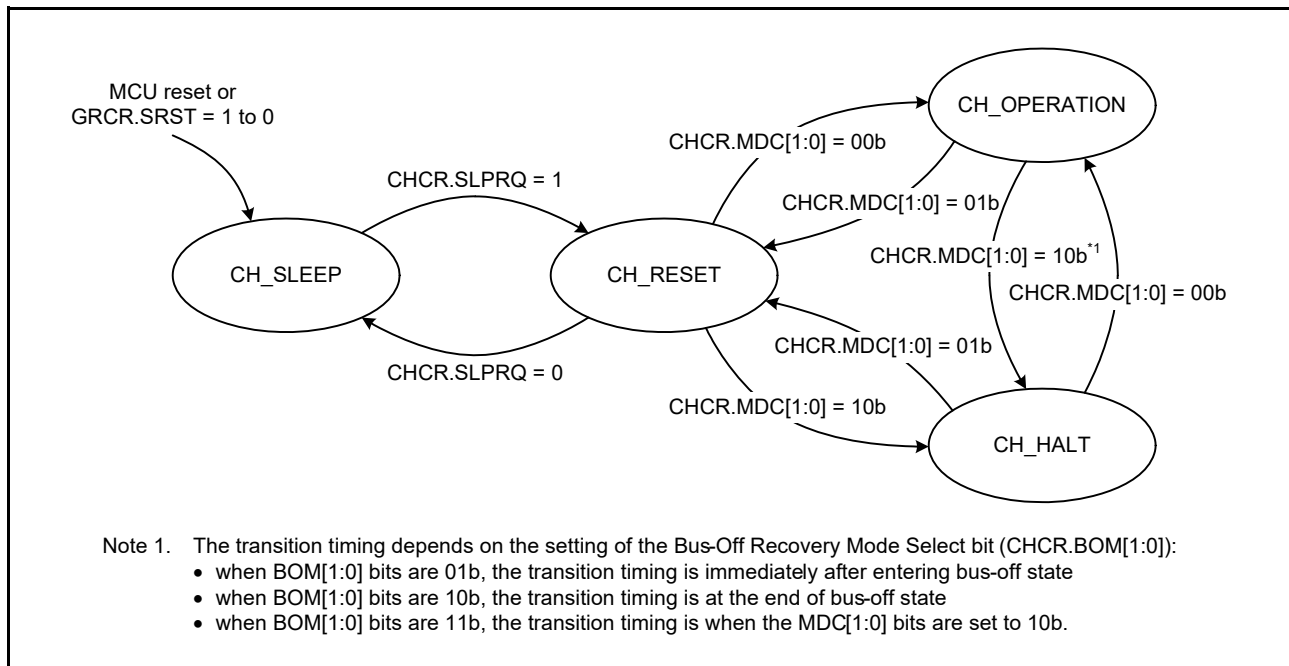 MCU reset or
GRCR.SRST = 1 to 0
CH_OPERATION
CHCR.MDC[1:0] = 00b
CHCR.SLPRQ = 1
CHCR.MDC[1:0] = 01b
CHCR.MDC[1:0] = 10b*1
CH_SLEEP
CH_RESET
CHCR.MDC[1:0] = 00b
CHCR.MDC[1:0] = 01b
CHCR.SLPRQ = 0
CHCR.MDC[1:0] = 10b
CH_HALT
Note 1. The transition timing depends on the setting of the Bus-Off Recovery Mode Select bit (CHCR.BOM[1:0]):
• when BOM[1:0] bits are 01b, the transition timing is immediately after entering bus-off state
• when BOM[1:0] bits are 10b, the transition timing is at the end of bus-off state
• when BOM[1:0] bits are 11b, the transition timing is when the MDC[1:0] bits are set to 10b.